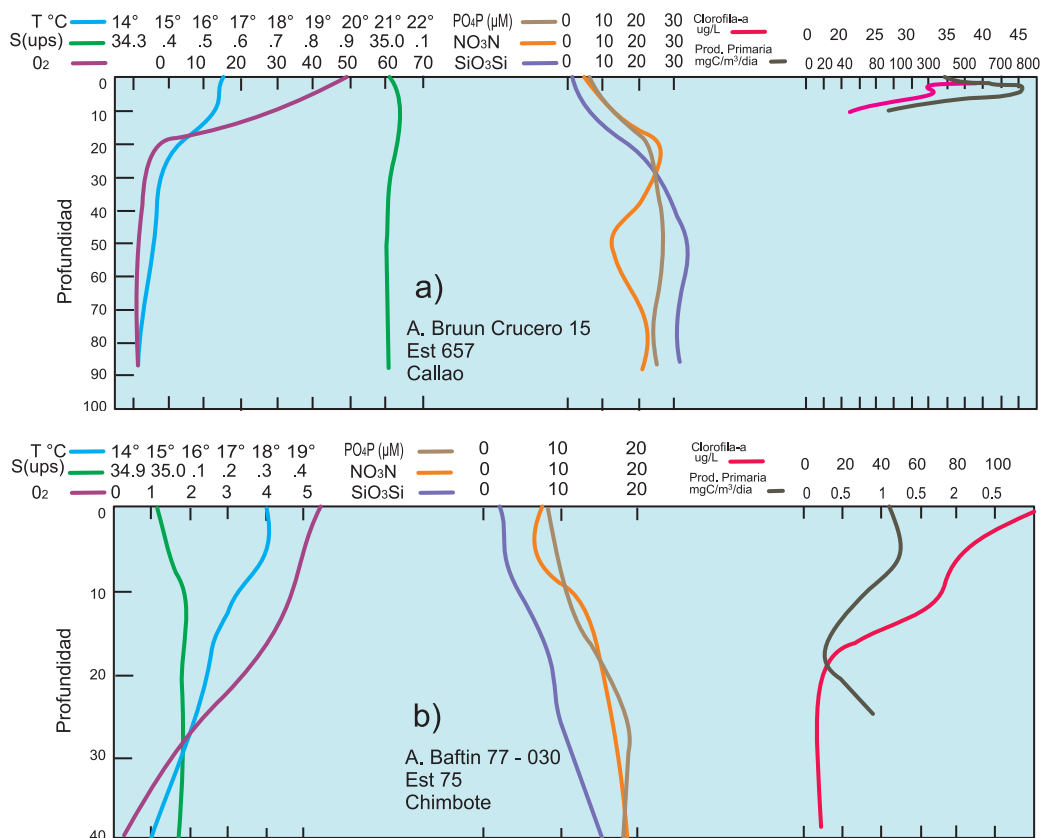 T °C 14° 15° 16° 17° 18° 19° 20° 21° 22°
S(ups) 34.3 .4 .5 .6 .7 .8 .9 35.0 .1
O₂ 0 10 20 30 40 50 60 70
PO₄P (µM) 0 10 20 30
NO₃N 0 10 20 30
SiO₃Si 0 10 20 30
Clorofila-a
ug/L
0 20 25 30 35 40 45
Prod. Primaria
mgC/m³/dia
0 20 40 80 100 300 500 700 800
Profundidad
0
10
20
30
40
50
60
70
80
90
100
a)
A. Bruun Crucero 15
Est 657
Callao
T °C 14° 15° 16° 17° 18° 19°
S(ups) 34.9 35.0 .1 .2 .3 .4
O₂ 0 1 2 3 4 5
PO₄P (µM) 0 10 20
NO₃N 0 10 20
SiO₃Si 0 10 20
Clorofila-a
ug/L
0 20 40 60 80 100
Prod. Primaria
mgC/m³/dia
0 0.5 1 0.5 2 0.5
Profundidad
0
10
20
30
40
b)
A. Baftin 77 - 030
Est 75
Chimbote